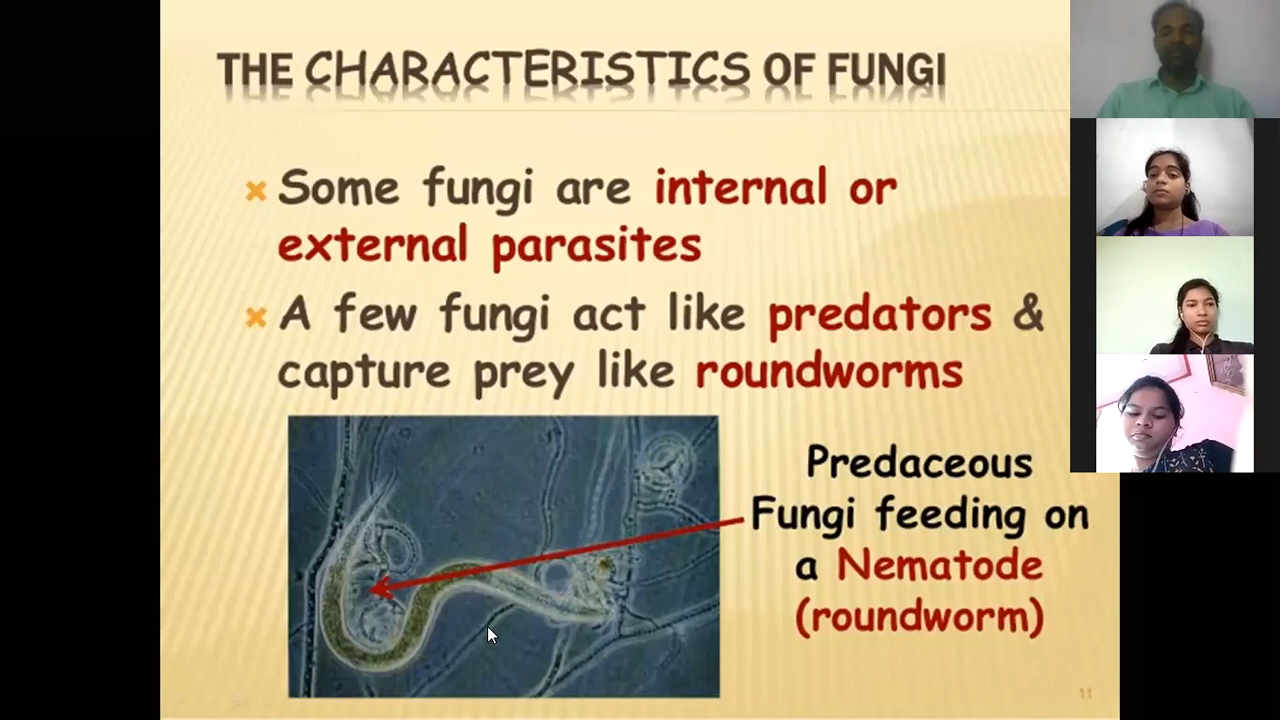 THE CHARACTERISTICS OF FUNGI
Some fungi are internal or
external parasites
A few fungi act like predators &
capture prey like roundworms
Predaceous
Fungi feeding on
a Nematode
(roundworm)
11